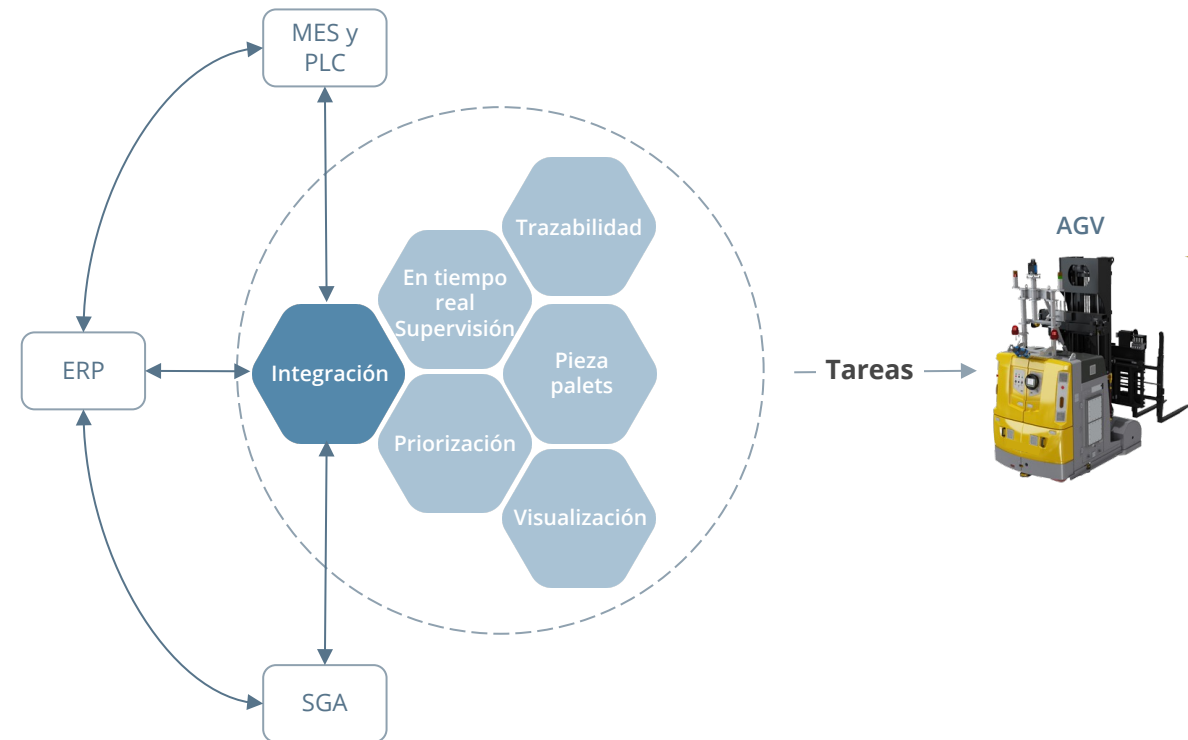 MES y
PLC
Trazabilidad
AGV
En tiempo
real
Supervisión
ERP
Integración
Pieza
palets
Tareas
Priorización
Visualización
SGA